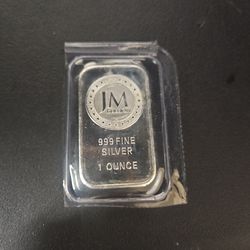 JM
999 FINE
SILVER
1 OUNCE